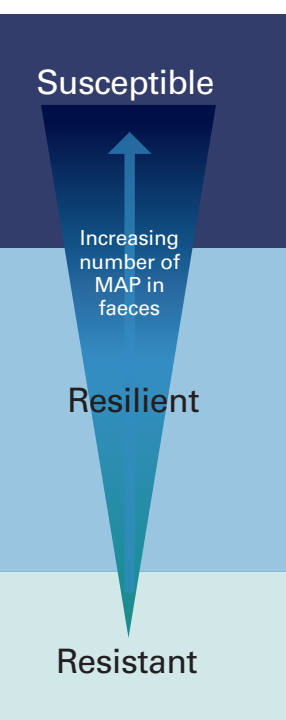 Susceptible
Increasing
number of
MAP in
faeces
Resilient
Resistant